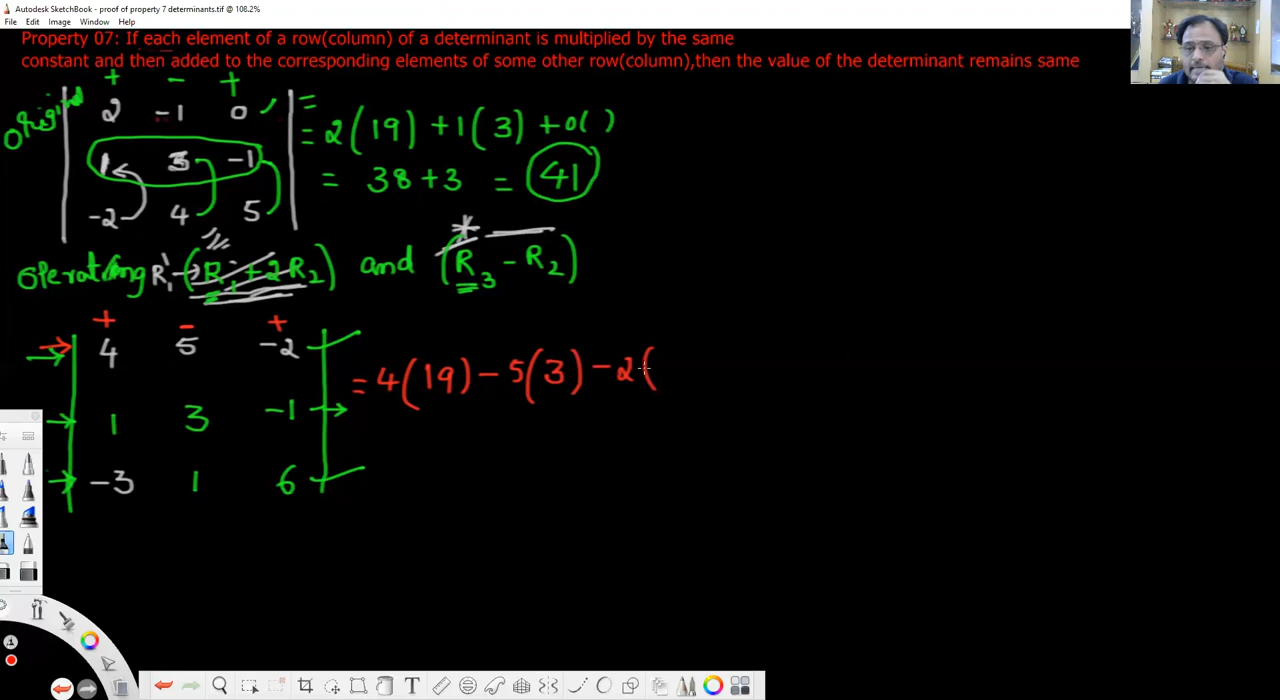 Autodesk SketchBook - proof of property 7 determinants.tif @ 108.2%
File Edit Image Window Help
Property 07: If each element of a row(column) of a determinant is multiplied by the same
constant and then added to the corresponding elements of some other row(column),then the value of the determinant remains same
+ - +
Original 2 -1 0 =
= 2(19) +1(3) +0( )
1 3 -1
= 38+3 = 41
-2 4 5
operating R₁' → (R₁+2R₂) and (R₃ - R₂)
+ - +
4 5 -2
= 4(19) - 5(3) - 2(
1 3 -1
-3 1 6